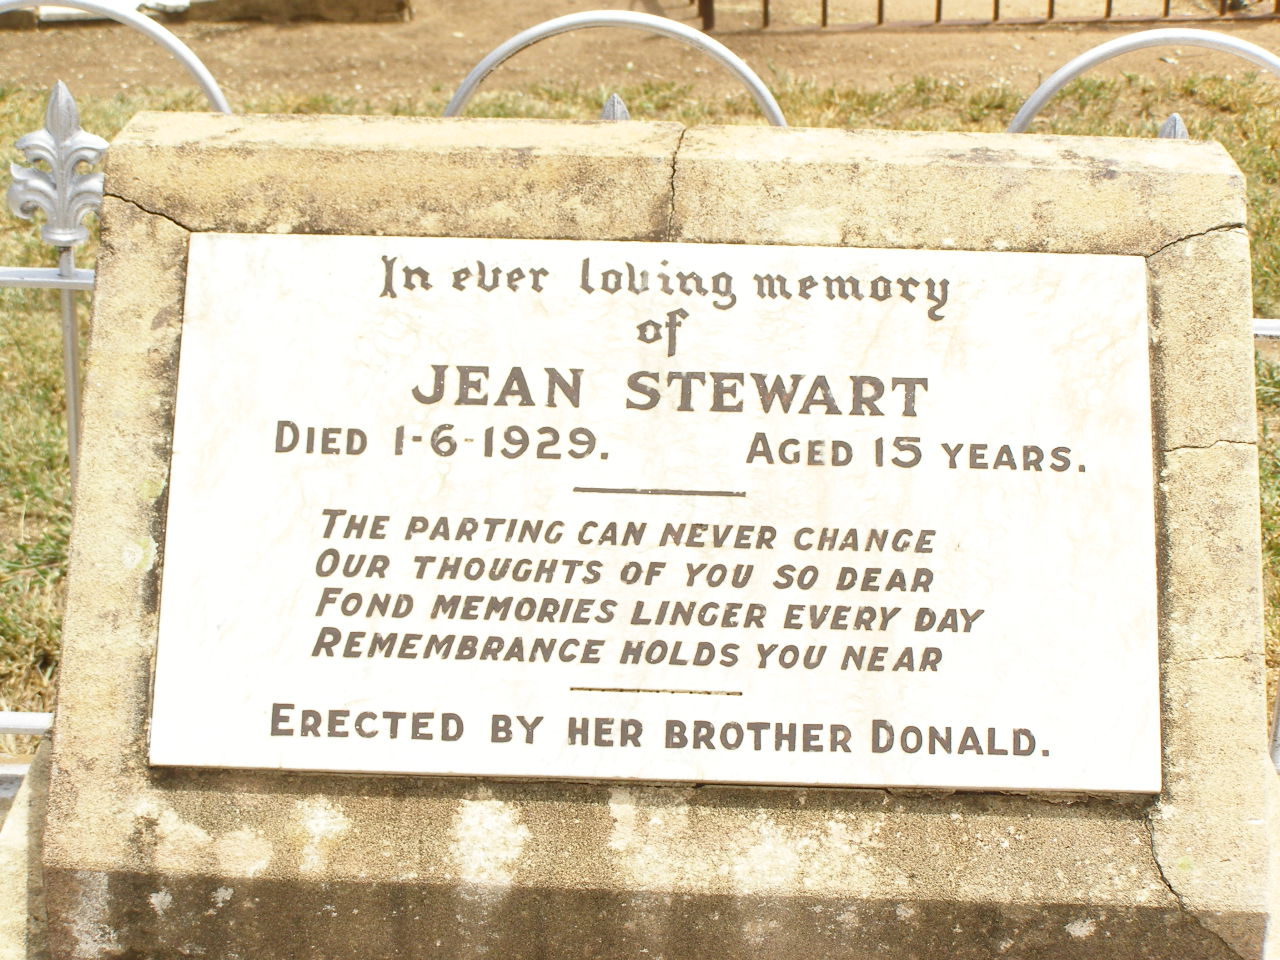 In ever loving memory
of
JEAN STEWART
DIED 1-6-1929. AGED 15 YEARS.
THE PARTING CAN NEVER CHANGE
OUR THOUGHTS OF YOU SO DEAR
FOND MEMORIES LINGER EVERY DAY
REMEMBRANCE HOLDS YOU NEAR
ERECTED BY HER BROTHER DONALD.